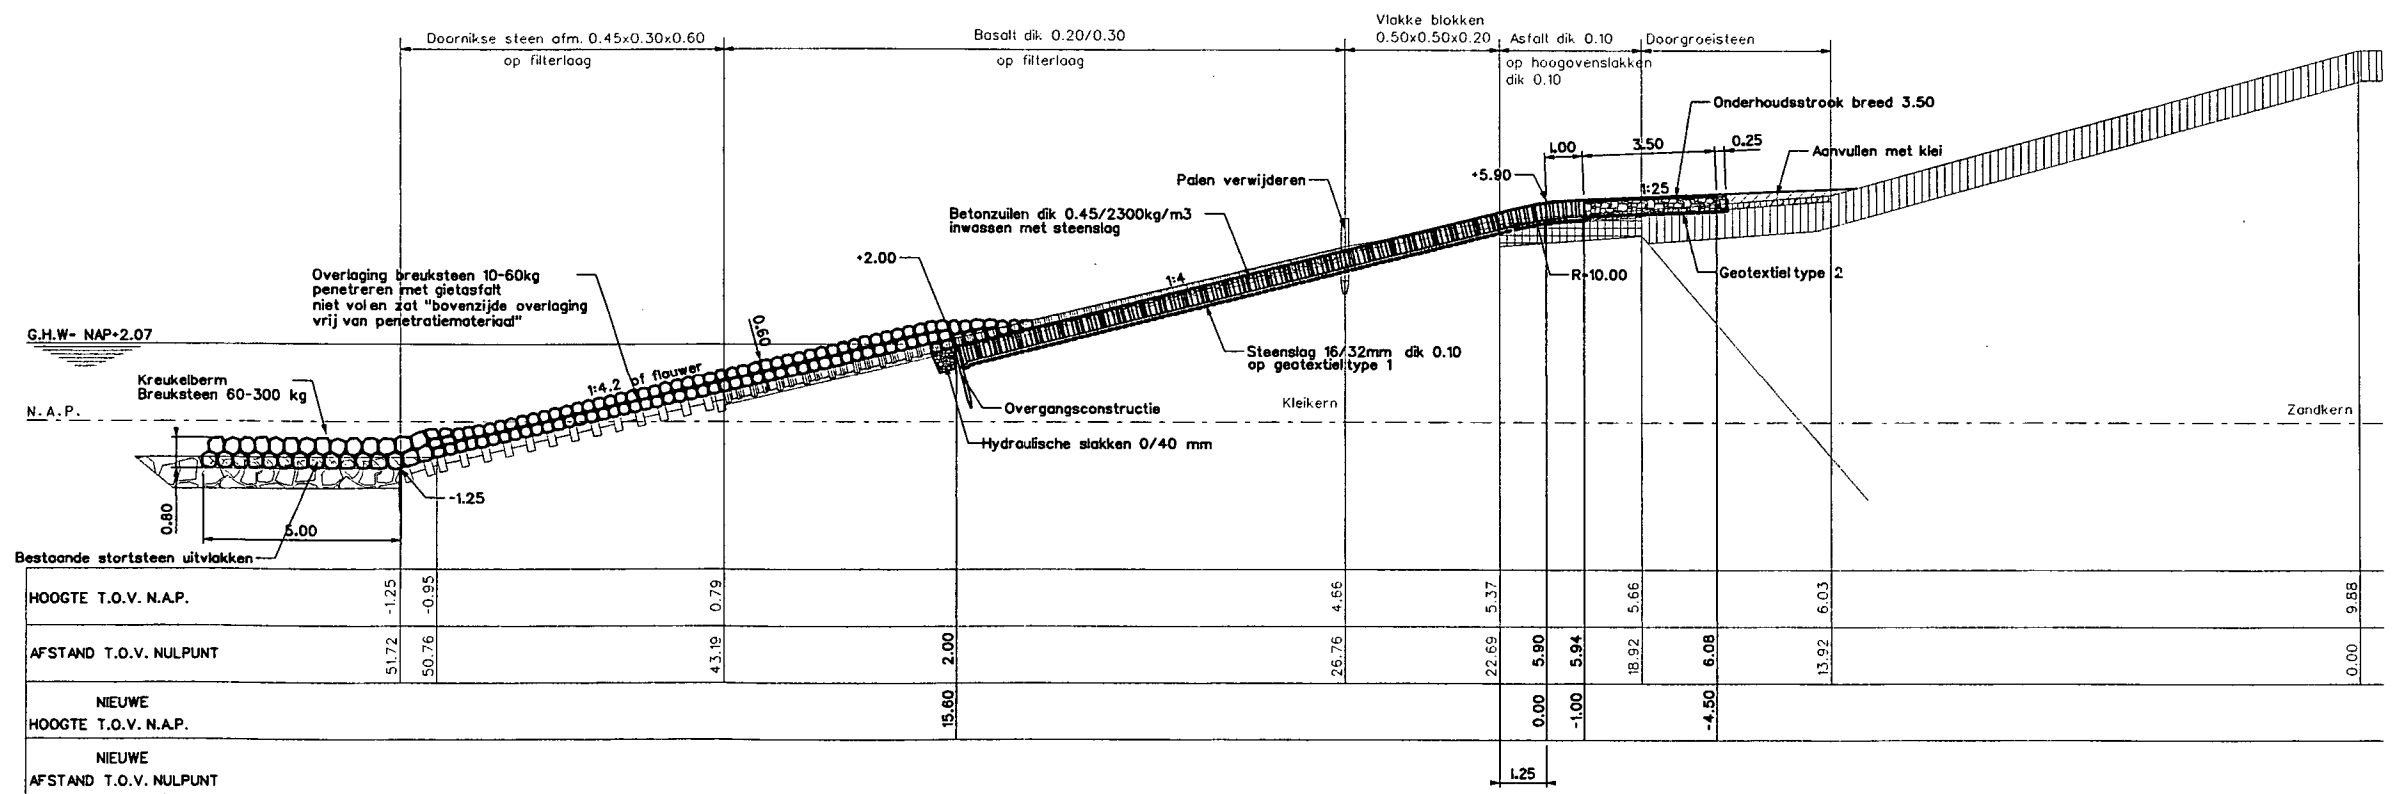 Vlakke blokken
Doornikse steen afm. 0.45x0.30x0.60
Basalt dik 0.20/0.30
0.50x0.50x0.20
Asfalt dik 0.10
Doorgroeisteen
op filterlaag
op filterlaag
op hoogovenslakken
dik 0.10
Onderhoudsstrook breed 3.50
1.00
3.50
0.25
Aanvullen met klei
+5.90
1:25
Palen verwijderen
Betonzuilen dik 0.45/2300kg/m3
inwassen met steenslag
+2.00
1:4
R=10.00
Geotextiel type 2
Overlaging breuksteen 10-60kg
penetreren met gietasfalt
niet vol en zat "bovenzijde overlaging
vrij van penetratiemateriaal"
0.60
G.H.W= NAP+2.07
Steenslag 16/32mm dik 0.10
op geotextiel type 1
1:4.2 of flauwer
Kreukelberm
Breuksteen 60-300 kg
N.A.P.
Overgangsconstructie
Kleikern
Zandkern
Hydraulische slakken 0/40 mm
-1.25
0.80
5.00
Bestaande stortsteen uitvlakken
HOOGTE T.O.V. N.A.P.
-1.25
-0.95
0.79
4.66
5.37
5.66
6.03
9.88
AFSTAND T.O.V. NULPUNT
51.72
50.76
43.19
2.00
26.76
22.69
5.90
5.94
18.92
6.08
13.92
0.00
NIEUWE
HOOGTE T.O.V. N.A.P.
15.60
0.00
-1.00
-4.50
NIEUWE
AFSTAND T.O.V. NULPUNT
1.25